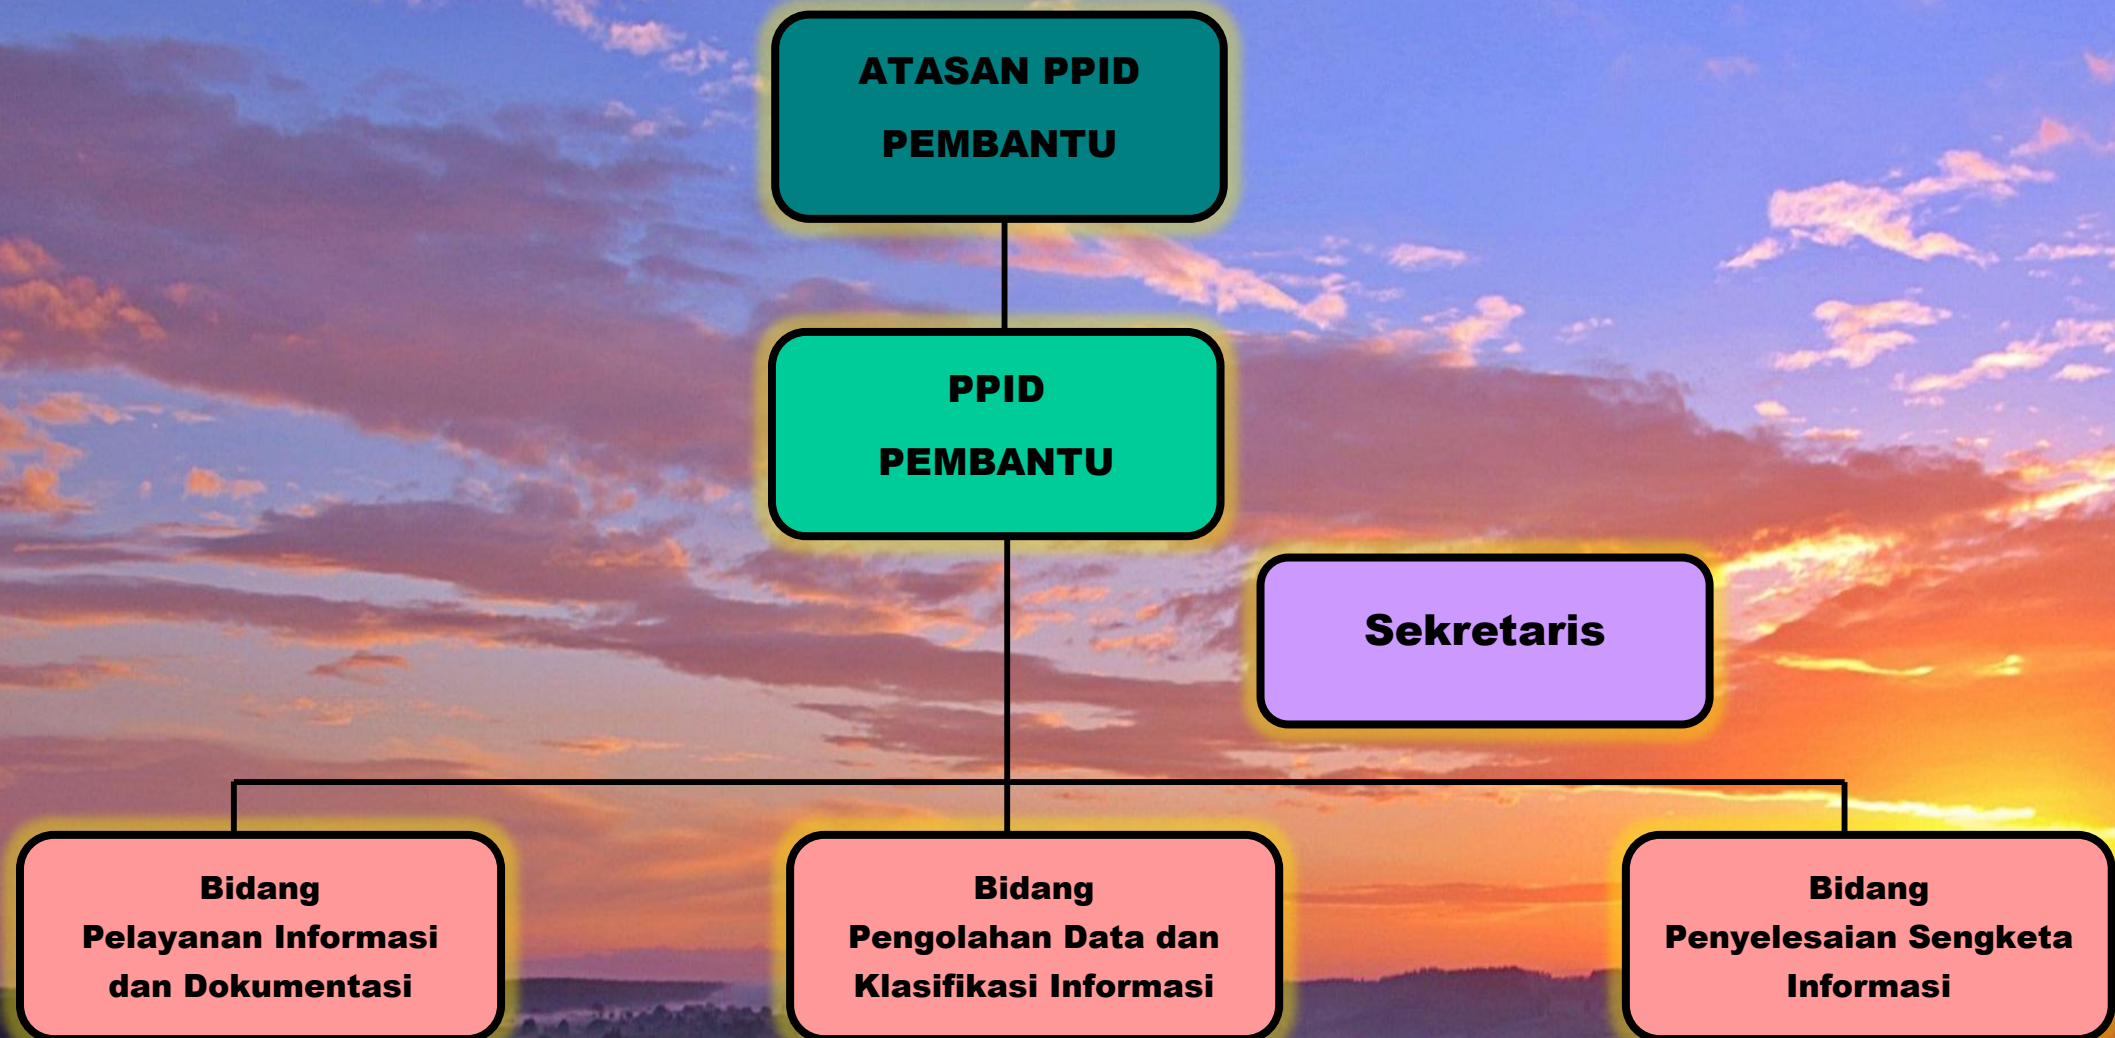 ATASAN PPID
PEMBANTU
PPID
PEMBANTU
Sekretaris
Bidang
Pelayanan Informasi
dan Dokumentasi
Bidang
Pengolahan Data dan
Klasifikasi Informasi
Bidang
Penyelesaian Sengketa
Informasi